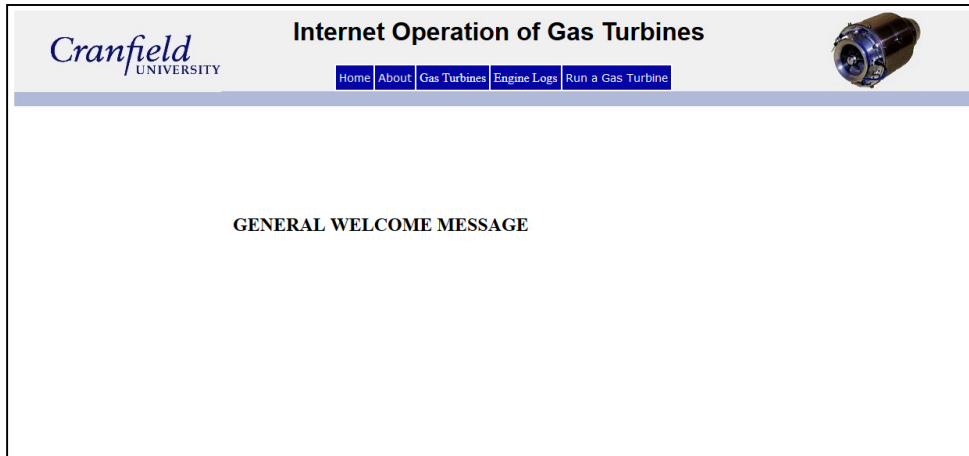 Cranfield
UNIVERSITY
Internet Operation of Gas Turbines
Home About Gas Turbines Engine Logs Run a Gas Turbine
GENERAL WELCOME MESSAGE